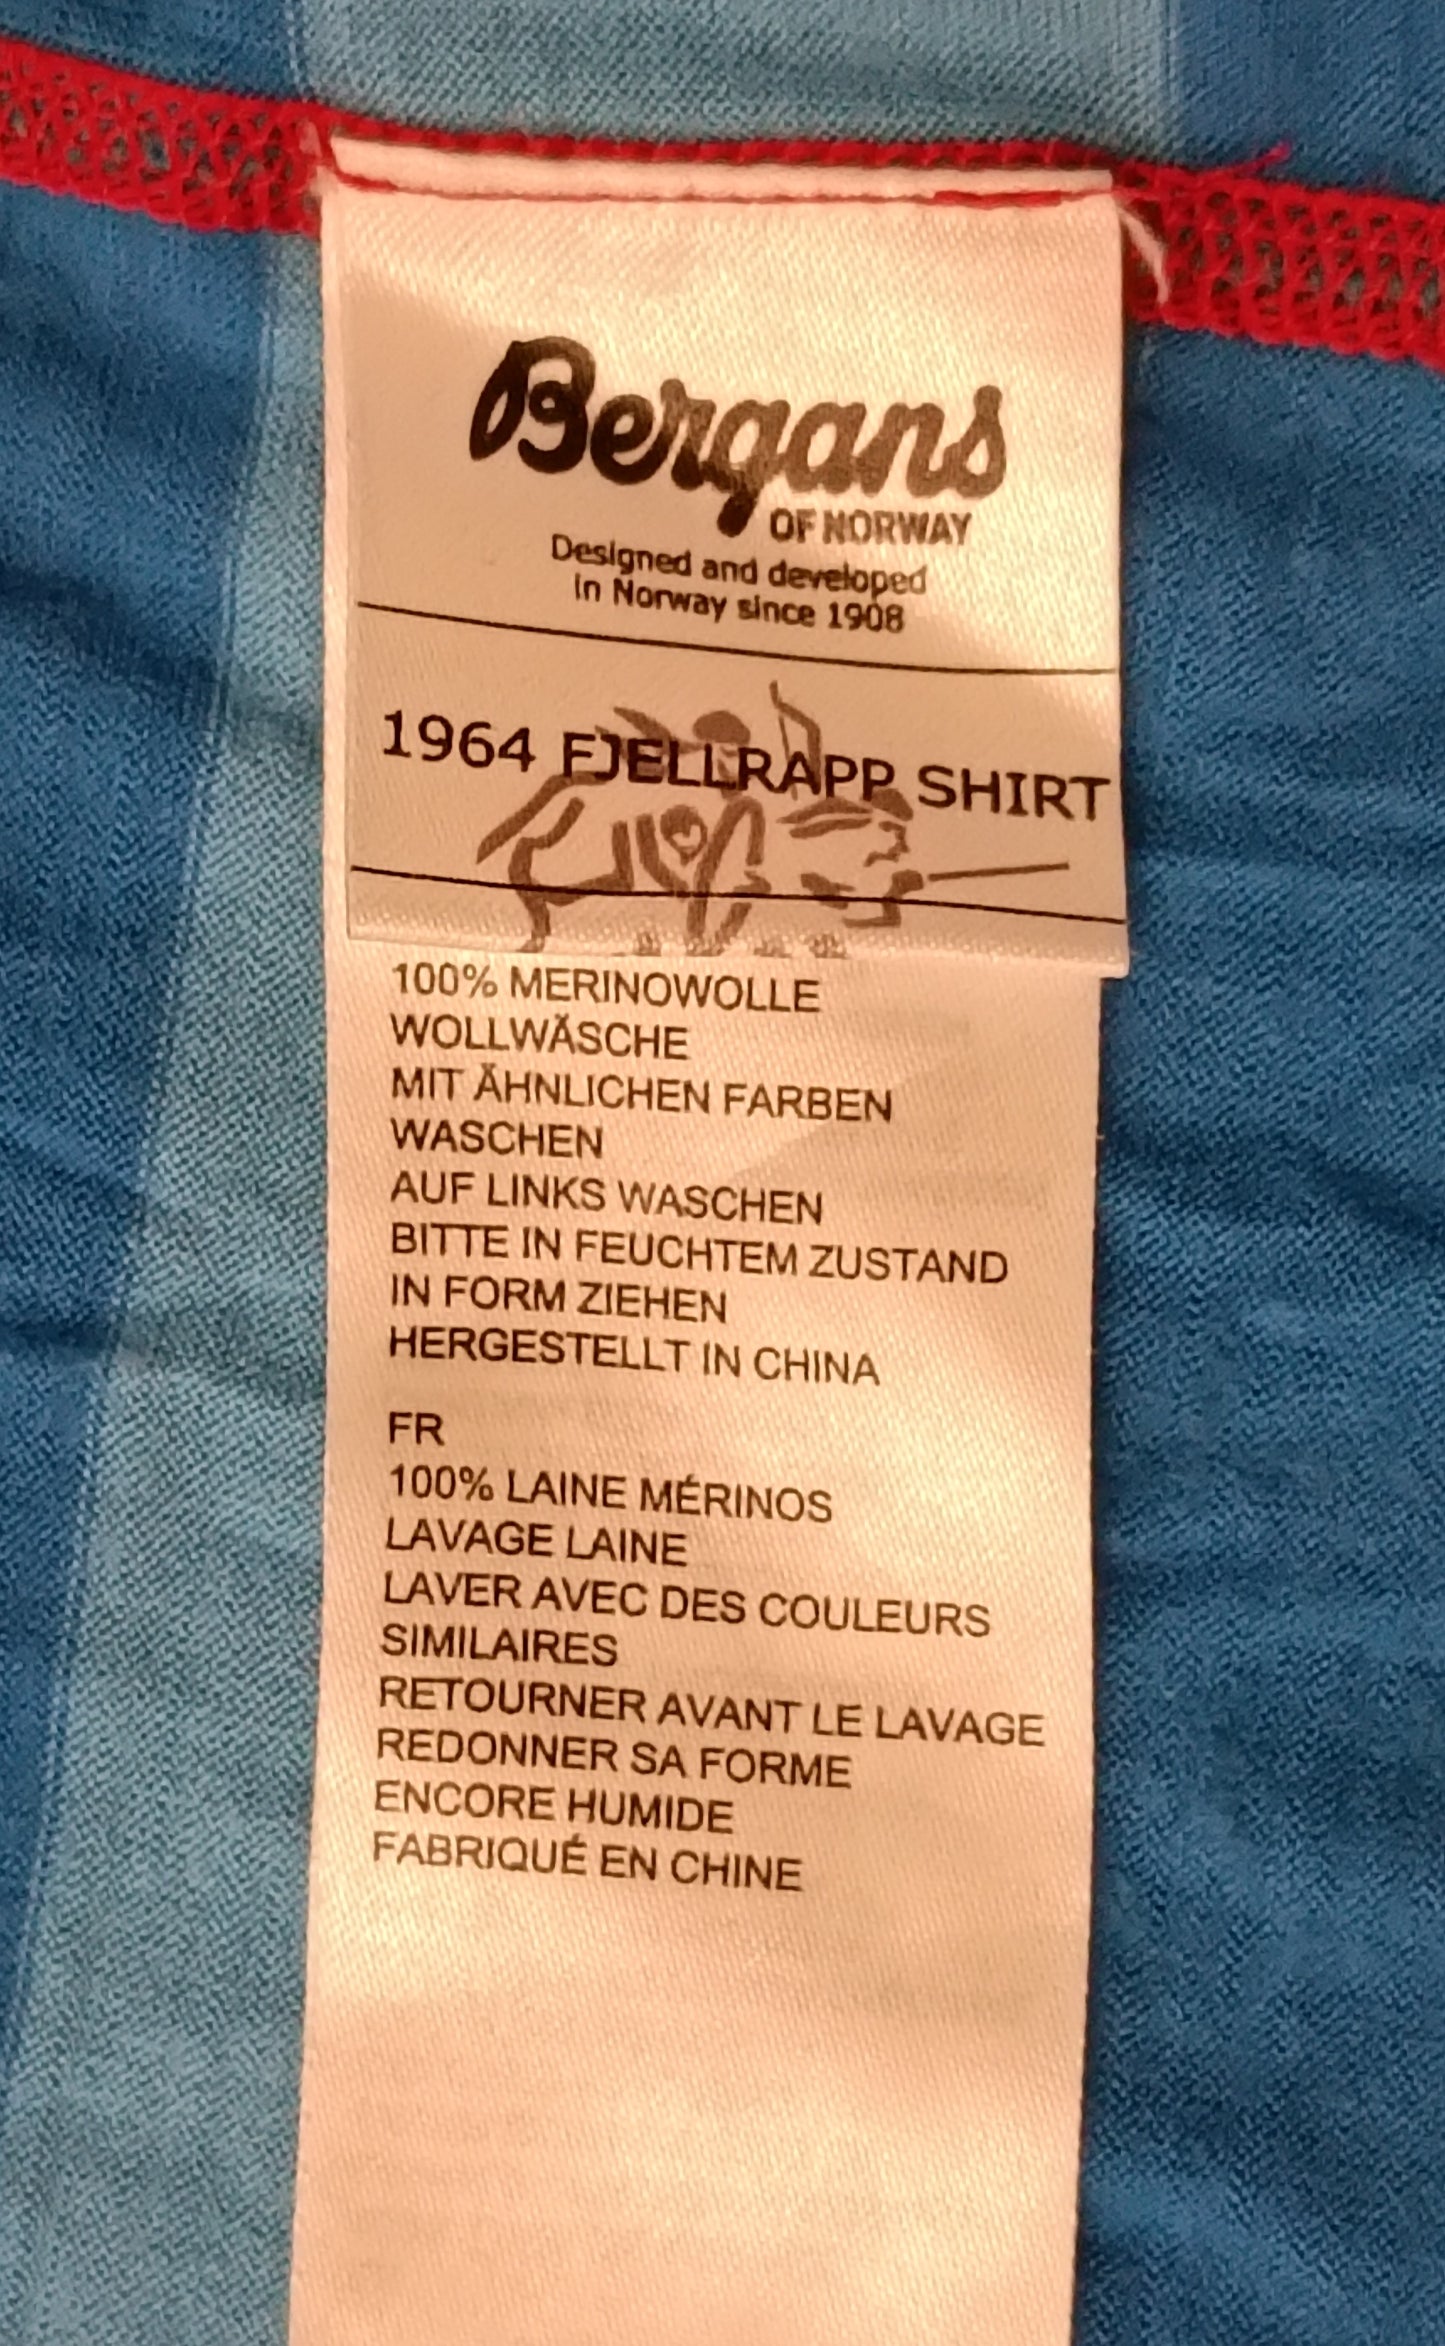 Bergans
OF NORWAY
Designed and developed
in Norway since 1908
1964 FJELLRAPP SHIRT
100% MERINOWOLLE
WOLLWÄSCHE
MIT ÄHNLICHEN FARBEN
WASCHEN
AUF LINKS WASCHEN
BITTE IN FEUCHTEM ZUSTAND
IN FORM ZIEHEN
HERGESTELLT IN CHINA
FR
100% LAINE MÉRINOS
LAVAGE LAINE
LAVER AVEC DES COULEURS
SIMILAIRES
RETOURNER AVANT LE LAVAGE
REDONNER SA FORME
ENCORE HUMIDE
FABRIQUÉ EN CHINE